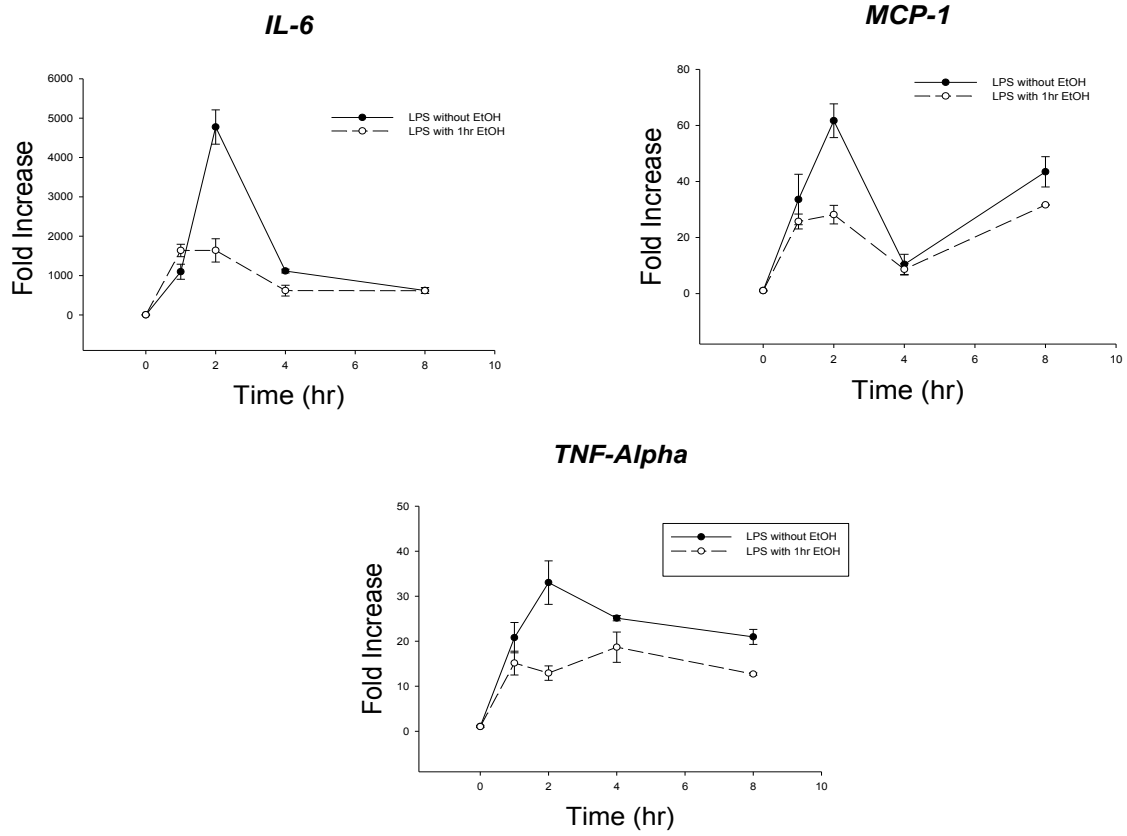 IL-6
6000
5000
4000
3000
2000
1000
0
Fold Increase
LPS without EtOH
LPS with 1hr EtOH
0 2 4 6 8 10
Time (hr)
MCP-1
80
60
40
20
0
Fold Increase
LPS without EtOH
LPS with 1hr EtOH
0 2 4 6 8 10
Time (hr)
TNF-Alpha
50
40
30
20
10
0
Fold Increase
LPS without EtOH
LPS with 1hr EtOH
0 2 4 6 8 10
Time (hr)